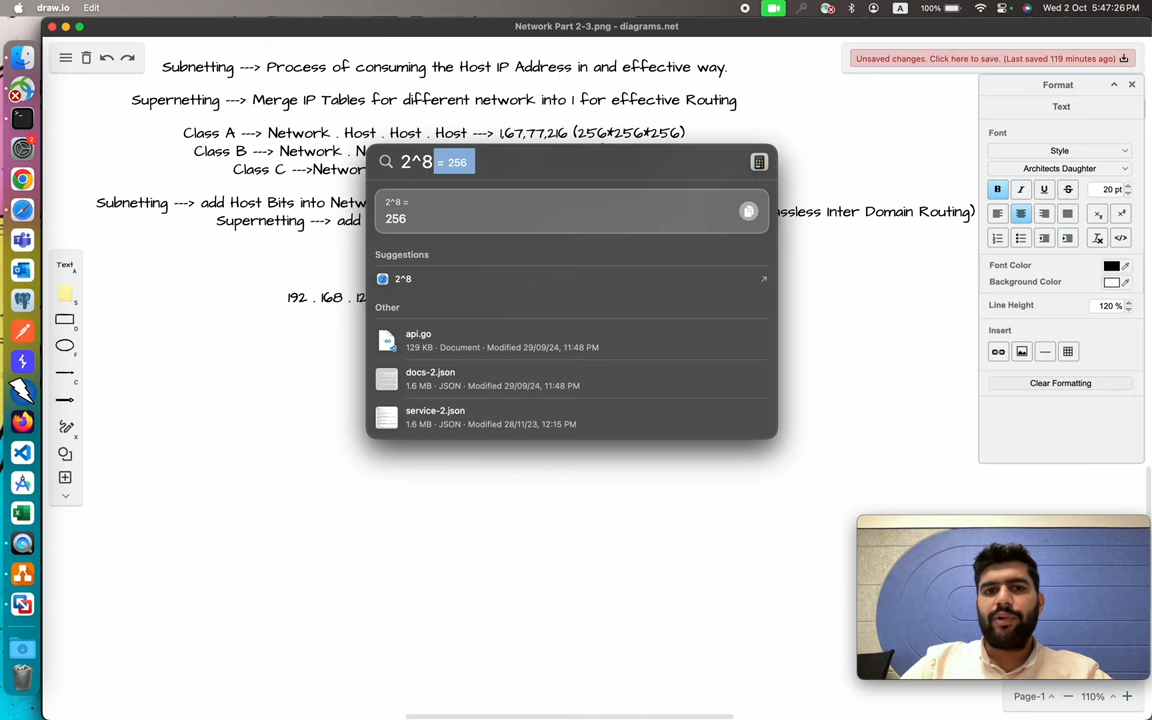 draw.io Edit 100% A Wed 2 Oct 5:47:26 PM
Network Part 2-3.png - diagrams.net
Unsaved changes. Click here to save. (Last saved 119 minutes ago)
Subnetting ---> Process of consuming the Host IP Address in and effective way.
Supernetting ---> Merge IP Tables for different network into 1 for effective Routing
Class A ---> Network . Host . Host . Host ---> 1,67,77,216 (256*256*256)
Class B ---> Network . N
Class C --->Network
Subnetting ---> add Host Bits into Netw
assless Inter Domain Routing)
Supernetting ---> add
192 . 168 . 12
2^8 = 256
2^8 =
256
Suggestions
2^8
Other
api.go
129 KB · Document · Modified 29/09/24, 11:48 PM
docs-2.json
1.6 MB · JSON · Modified 29/09/24, 11:48 PM
service-2.json
1.6 MB · JSON · Modified 28/11/23, 12:15 PM
Text
A
S
D
F
C
X
Format
Text
Font
Style
Architects Daughter
B I U S 20 pt
Font Color
Background Color
Line Height 120 %
Insert
Clear Formatting
Page-1 110%